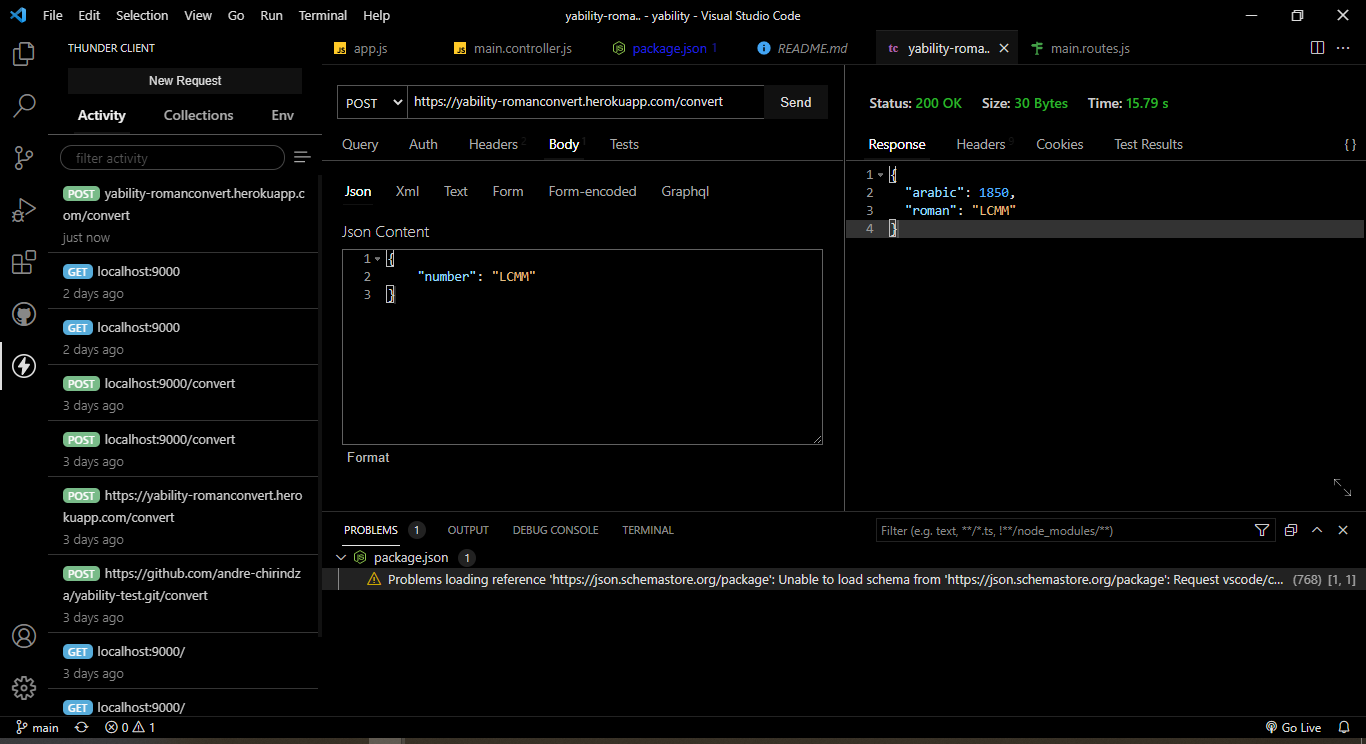 File Edit Selection View Go Run Terminal Help yability-roma.. - yability - Visual Studio Code
THUNDER CLIENT
app.js main.controller.js package.json 1 README.md tc yability-roma.. main.routes.js
New Request
Activity Collections Env
filter activity
POST yability-romanconvert.herokuapp.c
om/convert
just now
GET localhost:9000
2 days ago
GET localhost:9000
2 days ago
POST localhost:9000/convert
3 days ago
POST localhost:9000/convert
3 days ago
POST https://yability-romanconvert.hero
kuapp.com/convert
3 days ago
POST https://github.com/andre-chirindz
a/yability-test.git/convert
3 days ago
GET localhost:9000/
3 days ago
GET localhost:9000/
POST https://yability-romanconvert.herokuapp.com/convert Send
Query Auth Headers 2 Body 1 Tests
Json Xml Text Form Form-encoded Graphql
Json Content
1 {
2 "number": "LCMM"
3 }
Format
Status: 200 OK Size: 30 Bytes Time: 15.79 s
Response Headers 9 Cookies Test Results {}
1 {
2 "arabic": 1850,
3 "roman": "LCMM"
4 }
PROBLEMS 1 OUTPUT DEBUG CONSOLE TERMINAL Filter (e.g. text, **/*.ts, !**/node_modules/**)
package.json 1
Problems loading reference 'https://json.schemastore.org/package': Unable to load schema from 'https://json.schemastore.org/package': Request vscode/c... (768) [1, 1]
main 0 1 Go Live